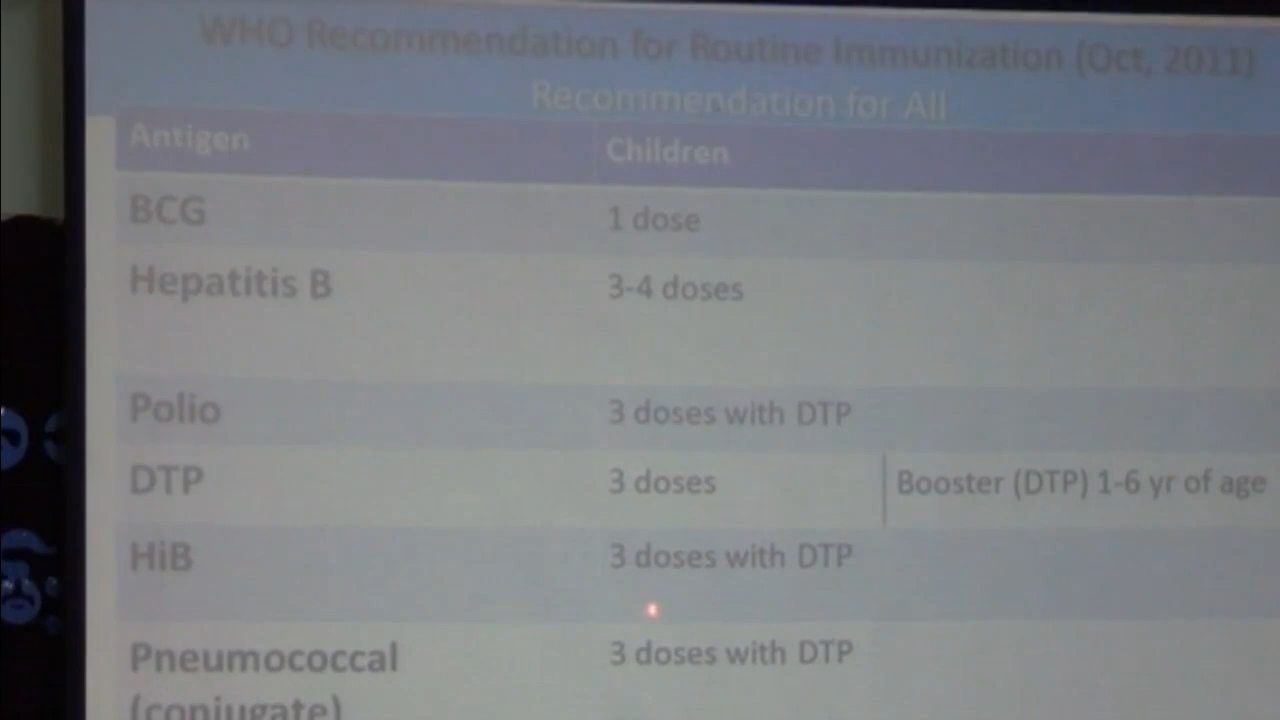 WHO Recommendation for Routine Immunization (Oct, 2011)
Recommendation for All
Antigen Children
BCG 1 dose
Hepatitis B 3-4 doses
Polio 3 doses with DTP
DTP 3 doses Booster (DTP) 1-6 yr of age
HiB 3 doses with DTP
Pneumococcal 3 doses with DTP
(conjugate)